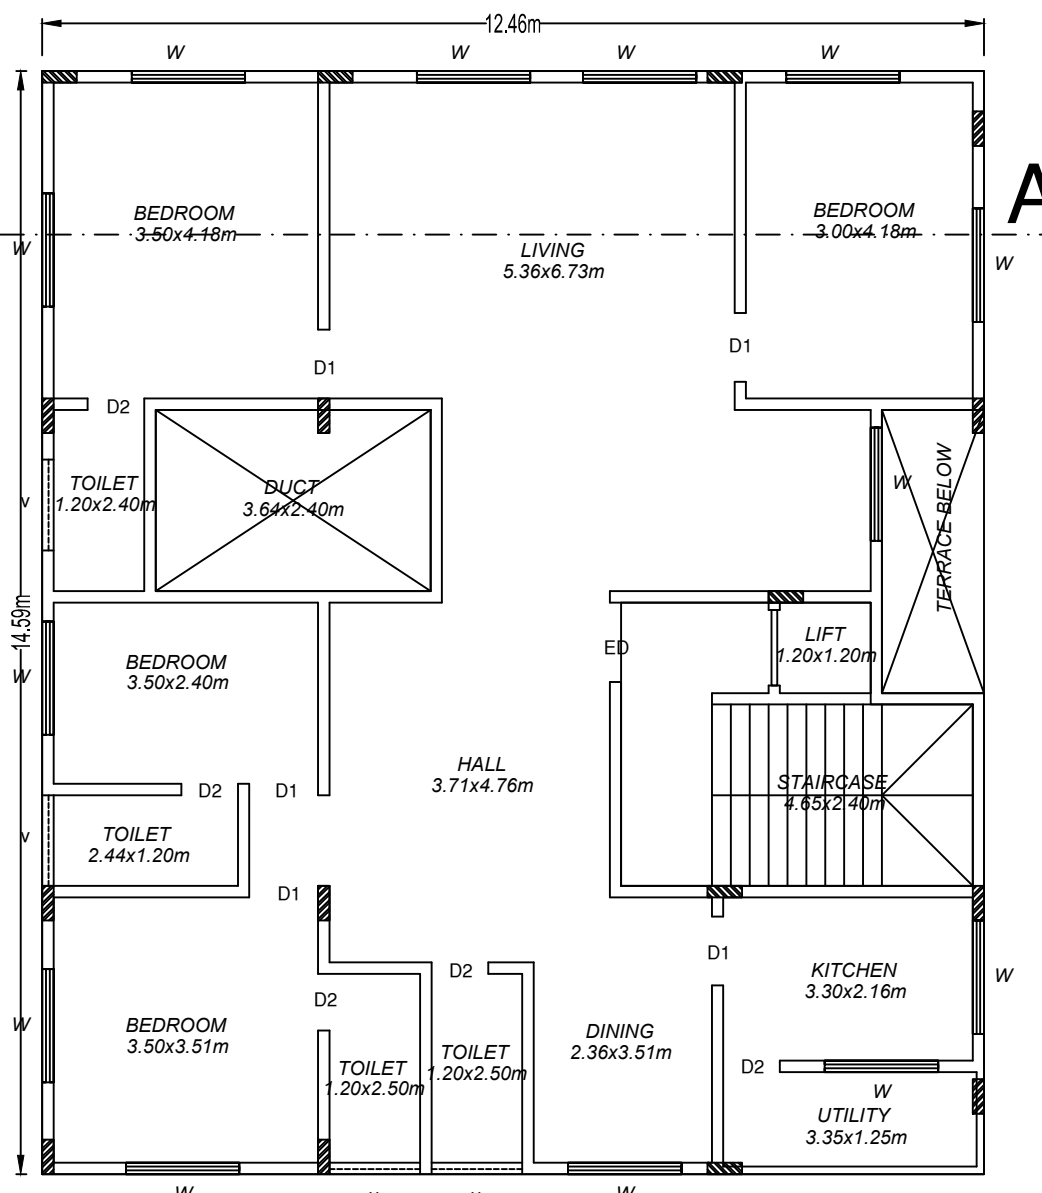 12.46m
W
W
W
W
A
BEDROOM
3.50x4.18m
BEDROOM
3.00x4.18m
LIVING
5.36x6.73m
W
W
D1
D1
D2
TOILET
1.20x2.40m
DUCT
3.64x2.40m
W
V
TERRACE BELOW
14.59m
LIFT
1.20x1.20m
ED
BEDROOM
3.50x2.40m
W
HALL
3.71x4.76m
STAIRCASE
4.65x2.40m
D2
D1
TOILET
2.44x1.20m
V
D1
D1
D2
KITCHEN
3.30x2.16m
W
D2
BEDROOM
3.50x3.51m
W
DINING
2.36x3.51m
TOILET
1.20x2.50m
TOILET
1.20x2.50m
D2
W
UTILITY
3.35x1.25m
W
W